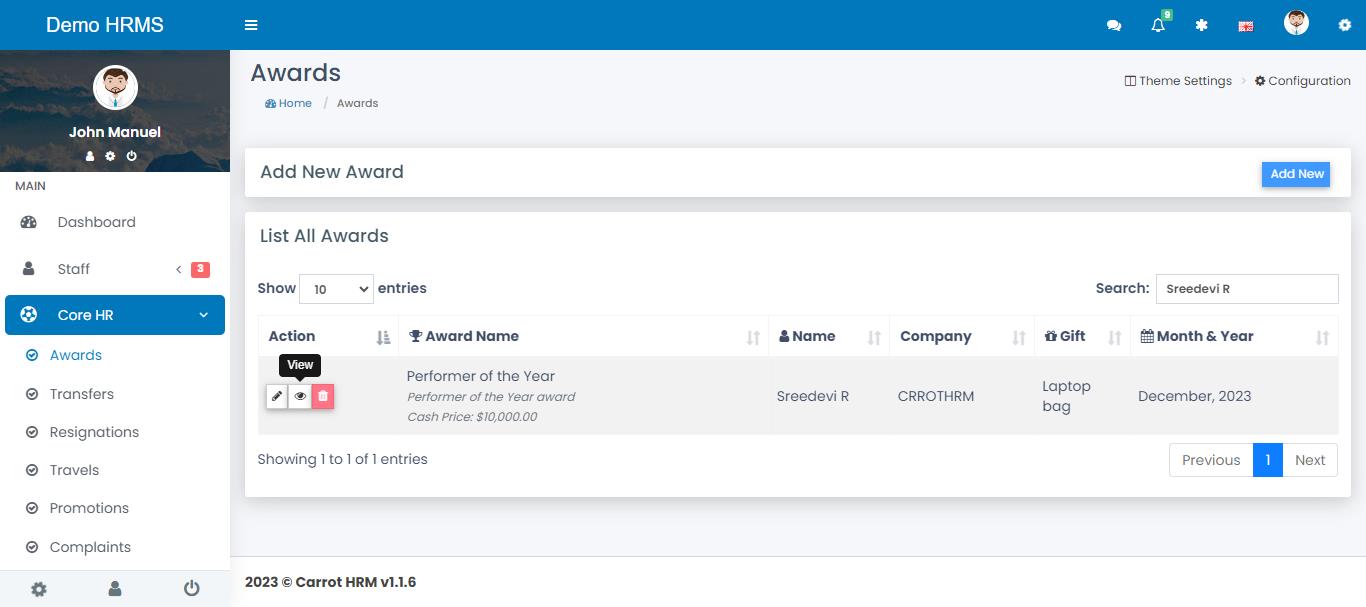 Demo HRMS
9
John Manuel
MAIN
Dashboard
Staff
3
Core HR
Awards
Transfers
Resignations
Travels
Promotions
Complaints
Awards
Home / Awards
Theme Settings > Configuration
Add New Award
Add New
List All Awards
Show 10 entries
Search: Sreedevi R
Action Award Name Name Company Gift Month & Year
View
Performer of the Year
Performer of the Year award
Cash Price: $10,000.00
Sreedevi R
CRROTHRM
Laptop
bag
December, 2023
Showing 1 to 1 of 1 entries
Previous 1 Next
2023 © Carrot HRM v1.1.6